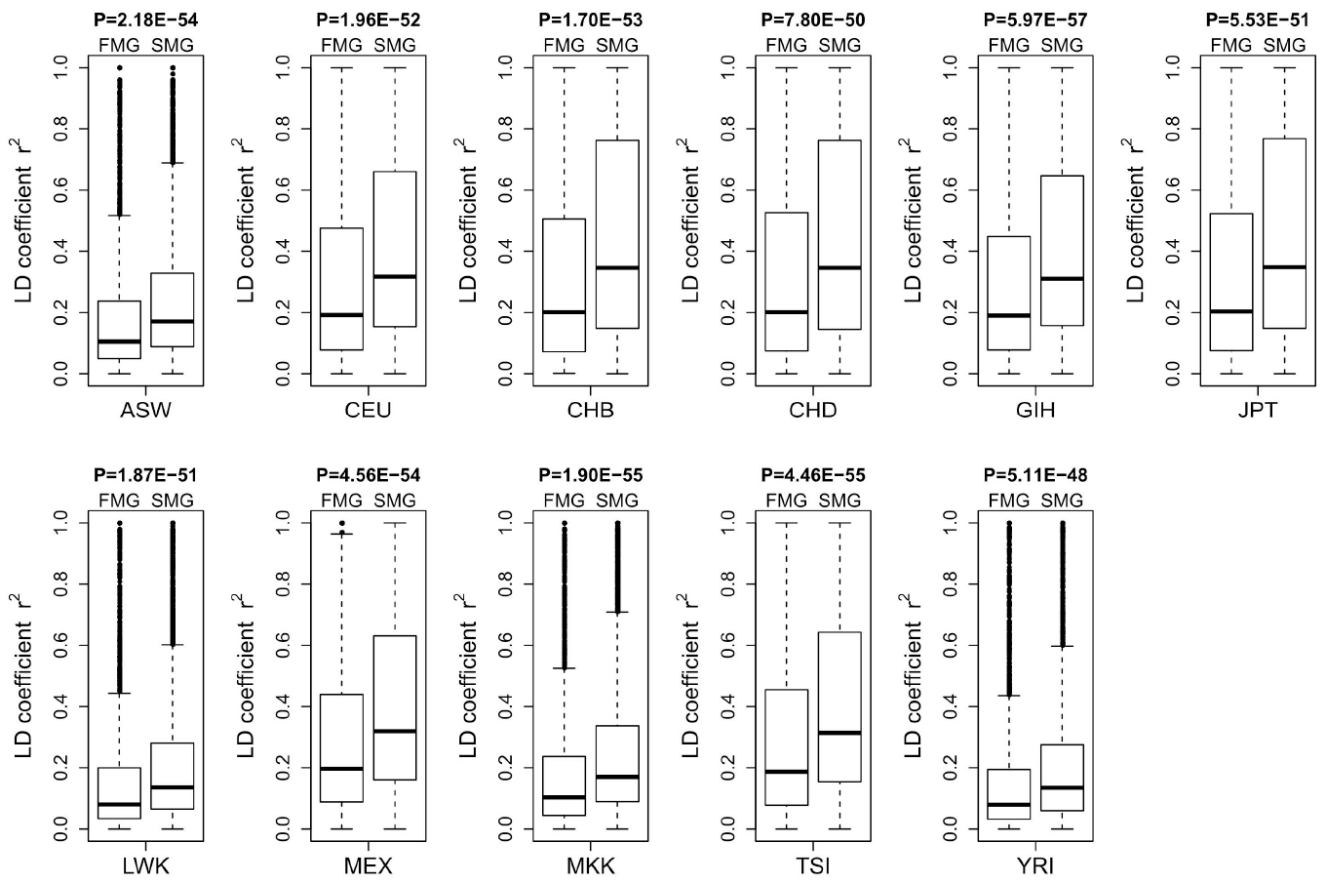 P=2.18E−54 P=1.96E−52 P=1.70E−53 P=7.80E−50 P=5.97E−57 P=5.53E−51
FMG SMG FMG SMG FMG SMG FMG SMG FMG SMG FMG SMG
LD coefficient r²
0.0 0.2 0.4 0.6 0.8 1.0
LD coefficient r²
0.0 0.2 0.4 0.6 0.8 1.0
LD coefficient r²
0.0 0.2 0.4 0.6 0.8 1.0
LD coefficient r²
0.0 0.2 0.4 0.6 0.8 1.0
LD coefficient r²
0.0 0.2 0.4 0.6 0.8 1.0
LD coefficient r²
0.0 0.2 0.4 0.6 0.8 1.0
ASW CEU CHB CHD GIH JPT
P=1.87E−51 P=4.56E−54 P=1.90E−55 P=4.46E−55 P=5.11E−48
FMG SMG FMG SMG FMG SMG FMG SMG FMG SMG
LD coefficient r²
0.0 0.2 0.4 0.6 0.8 1.0
LD coefficient r²
0.0 0.2 0.4 0.6 0.8 1.0
LD coefficient r²
0.0 0.2 0.4 0.6 0.8 1.0
LD coefficient r²
0.0 0.2 0.4 0.6 0.8 1.0
LD coefficient r²
0.0 0.2 0.4 0.6 0.8 1.0
LWK MEX MKK TSI YRI